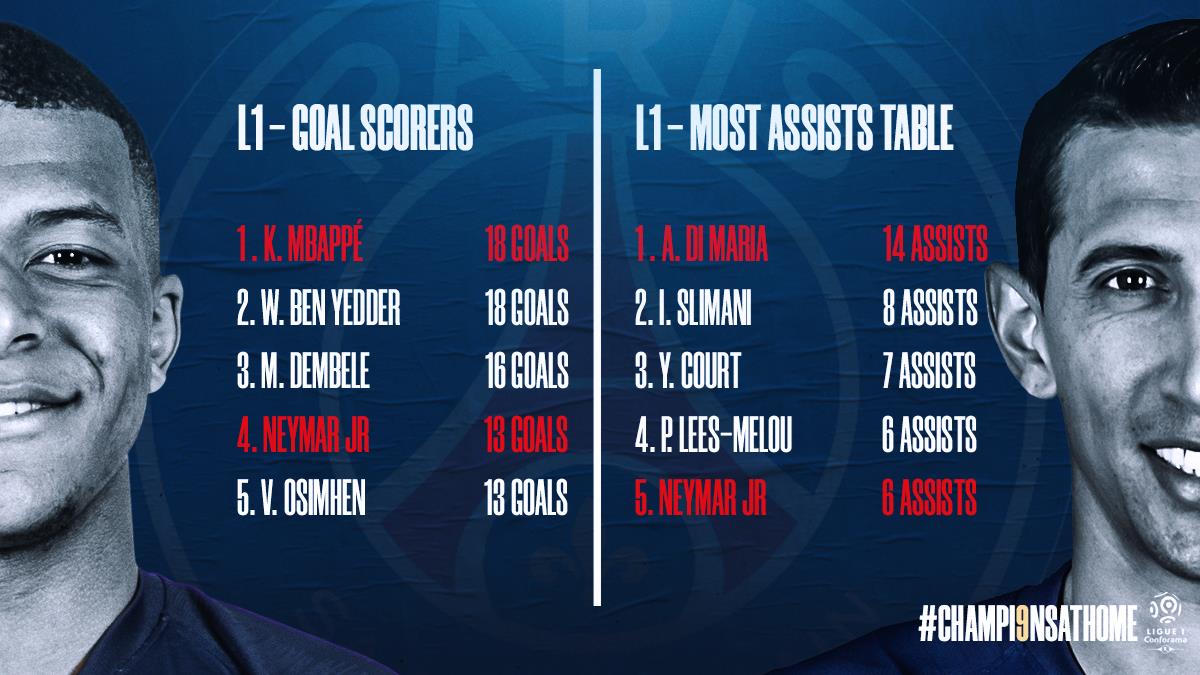 L1 – GOAL SCORERS
1. K. MBAPPÉ 18 GOALS
2. W. BEN YEDDER 18 GOALS
3. M. DEMBELE 16 GOALS
4. NEYMAR JR 13 GOALS
5. V. OSIMHEN 13 GOALS
L1 – MOST ASSISTS TABLE
1. A. DI MARIA 14 ASSISTS
2. I. SLIMANI 8 ASSISTS
3. Y. COURT 7 ASSISTS
4. P. LEES-MELOU 6 ASSISTS
5. NEYMAR JR 6 ASSISTS
#CHAMPI9NSATHOME
LIGUE 1
Conforama
PARIS